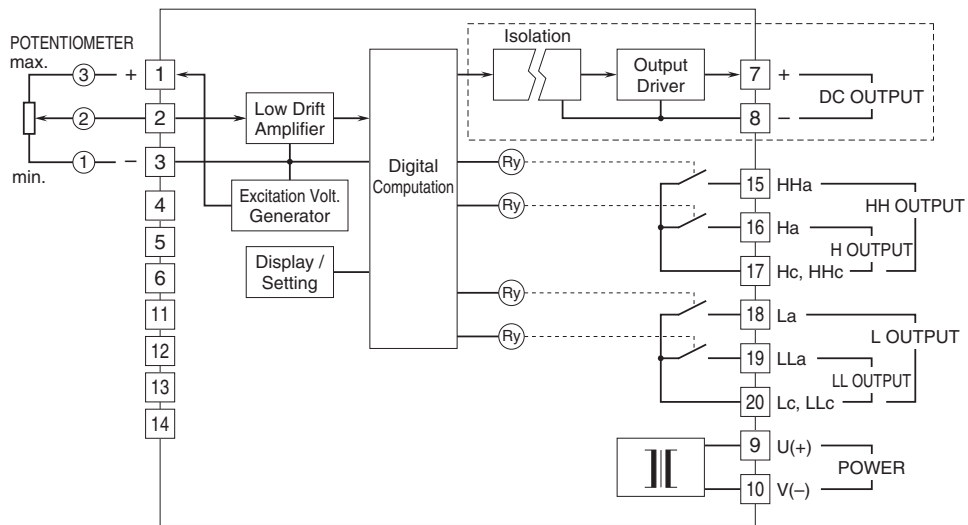 POTENTIOMETER
max.
3 + 1
2 2
1 – 3
min.
4
5
6
11
12
13
14
Low Drift
Amplifier
Excitation Volt.
Generator
Display /
Setting
Digital
Computation
Isolation
Output
Driver
7 +
8 –
DC OUTPUT
Ry
Ry
Ry
Ry
15 HHa
16 Ha
17 Hc, HHc
HH OUTPUT
H OUTPUT
18 La
19 LLa
20 Lc, LLc
L OUTPUT
LL OUTPUT
9 U(+)
10 V(–)
POWER